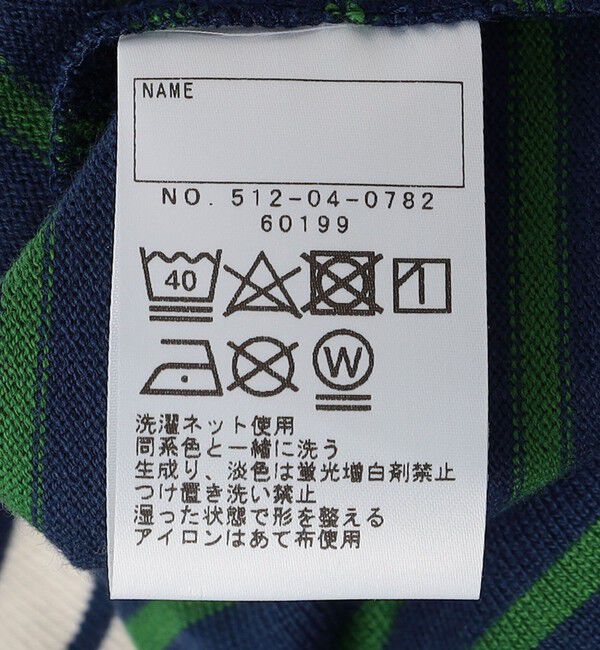 NAME
NO. 512-04-0782
60199
40
W
洗濯ネット使用
同系色と一緒に洗う
生成り、淡色は蛍光増白剤禁止
つけ置き洗い禁止
湿った状態で形を整える
アイロンはあて布使用